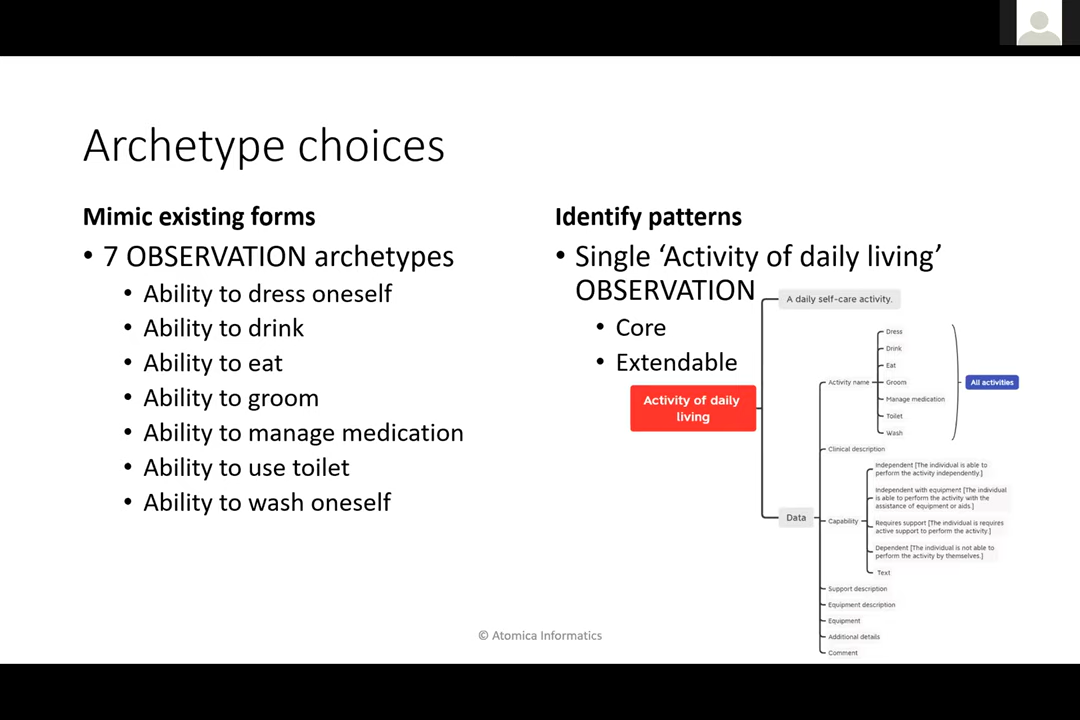 Archetype choices
Mimic existing forms
• 7 OBSERVATION archetypes
• Ability to dress oneself
• Ability to drink
• Ability to eat
• Ability to groom
• Ability to manage medication
• Ability to use toilet
• Ability to wash oneself
Identify patterns
• Single ‘Activity of daily living’
OBSERVATION
• Core
• Extendable
Activity of daily
living
A daily self-care activity.
Data
Activity name
Dress
Drink
Eat
Groom
Manage medication
Toilet
Wash
All activities
Clinical description
Capability
Independent [The individual is able to
perform the activity independently.]
Independent with equipment [The individual
is able to perform the activity with the
assistance of equipment or aids.]
Requires support [The individual is requires
active support to perform the activity.]
Dependent [The individual is not able to
perform the activity by themselves.]
Text
Support description
Equipment description
Equipment
Additional details
Comment
© Atomica Informatics